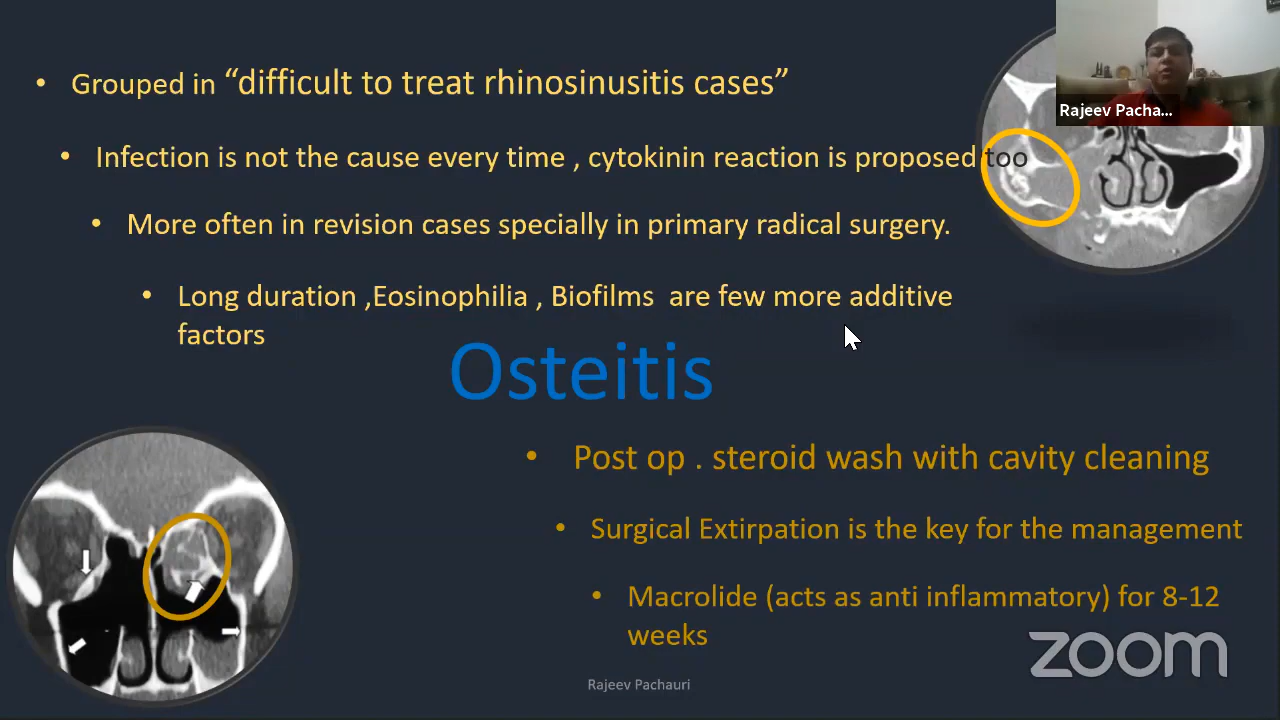 • Grouped in “difficult to treat rhinosinusitis cases”
Rajeev Pacha...
• Infection is not the cause every time , cytokinin reaction is proposed too
• More often in revision cases specially in primary radical surgery.
• Long duration ,Eosinophilia , Biofilms are few more additive
factors
Osteitis
• Post op . steroid wash with cavity cleaning
• Surgical Extirpation is the key for the management
• Macrolide (acts as anti inflammatory) for 8-12
weeks
zoom
Rajeev Pachauri